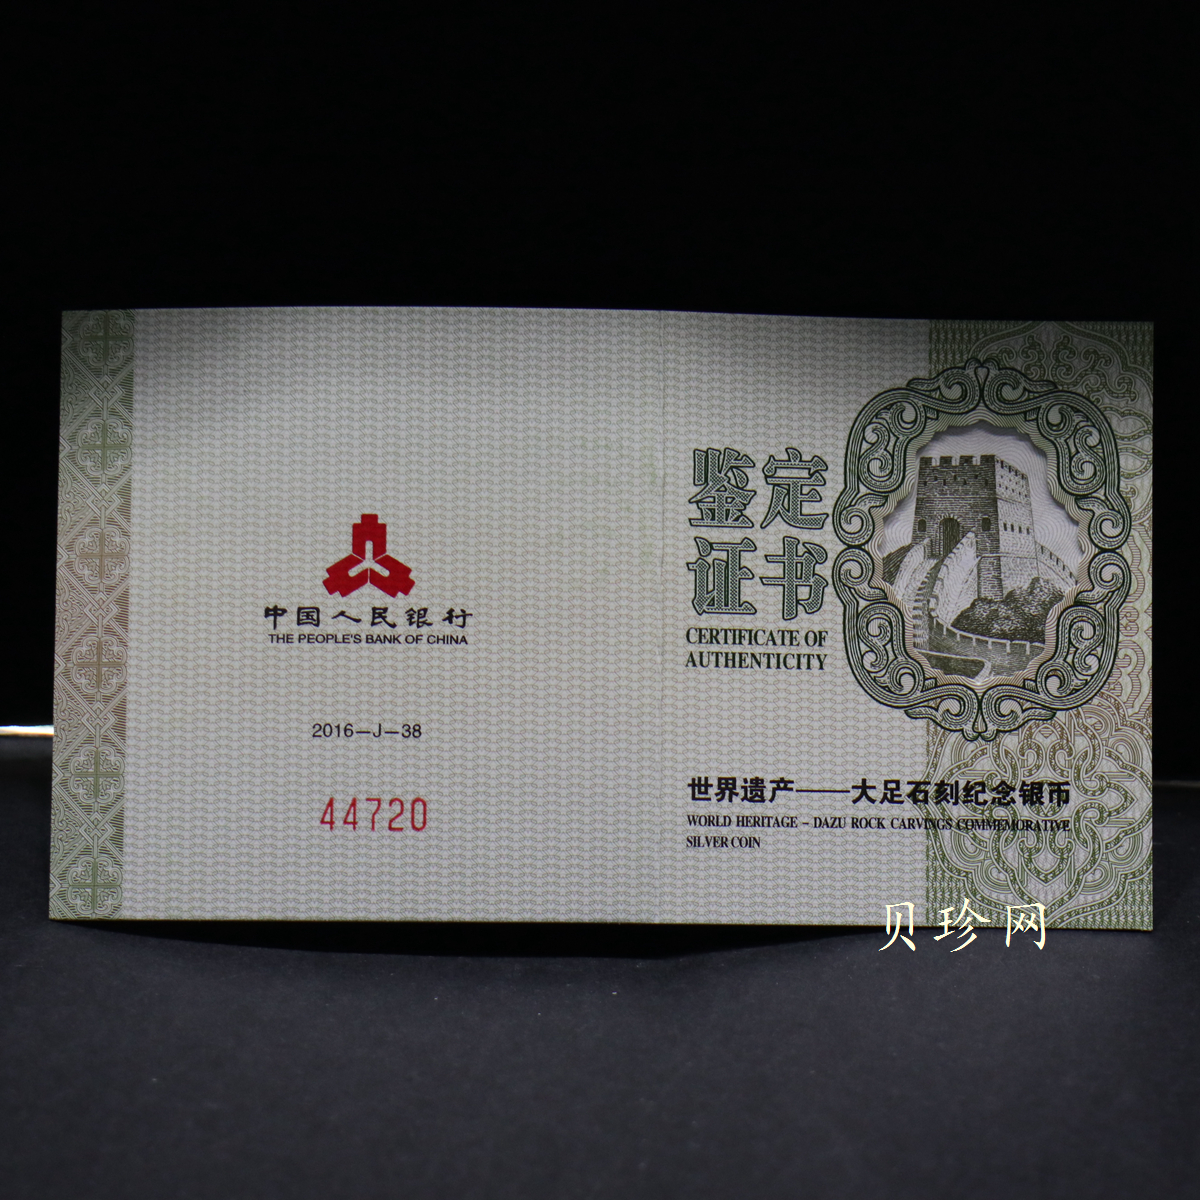 中国人民银行
THE PEOPLE'S BANK OF CHINA
2016—J—38
44720
鉴定
证书
CERTIFICATE OF
AUTHENTICITY
世界遗产——大足石刻纪念银币
WORLD HERITAGE – DAZU ROCK CARVINGS COMMEMORATIVE
SILVER COIN
贝珍网